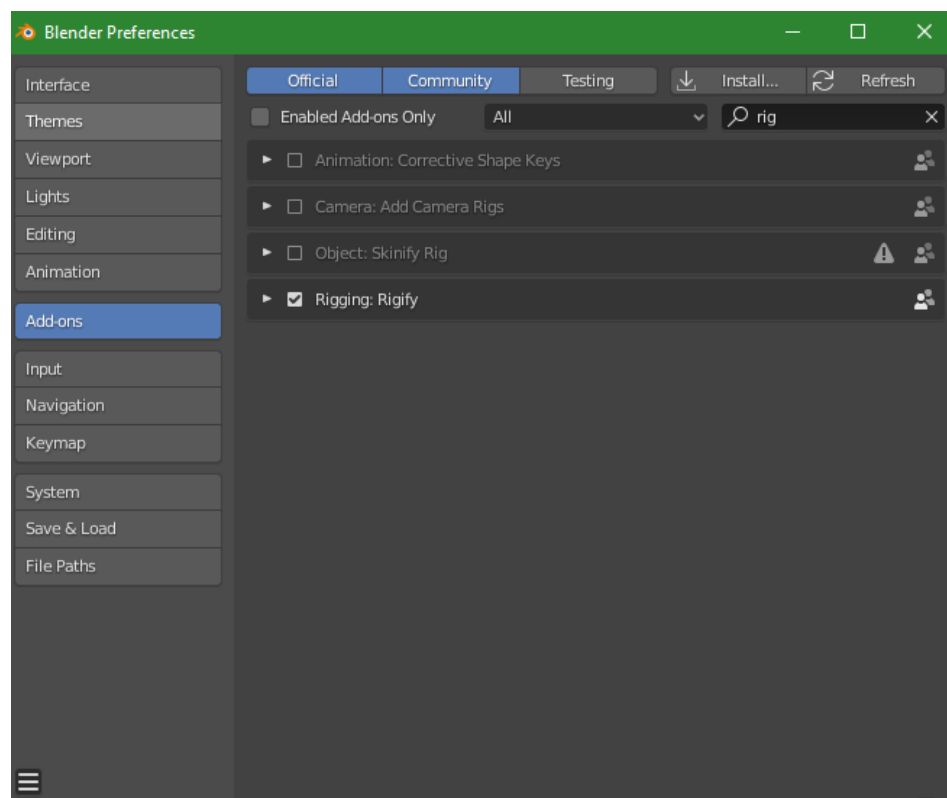 Blender Preferences
Interface
Themes
Viewport
Lights
Editing
Animation
Add-ons
Input
Navigation
Keymap
System
Save & Load
File Paths
Official Community Testing Install... Refresh
Enabled Add-ons Only All rig
Animation: Corrective Shape Keys
Camera: Add Camera Rigs
Object: Skinify Rig
Rigging: Rigify